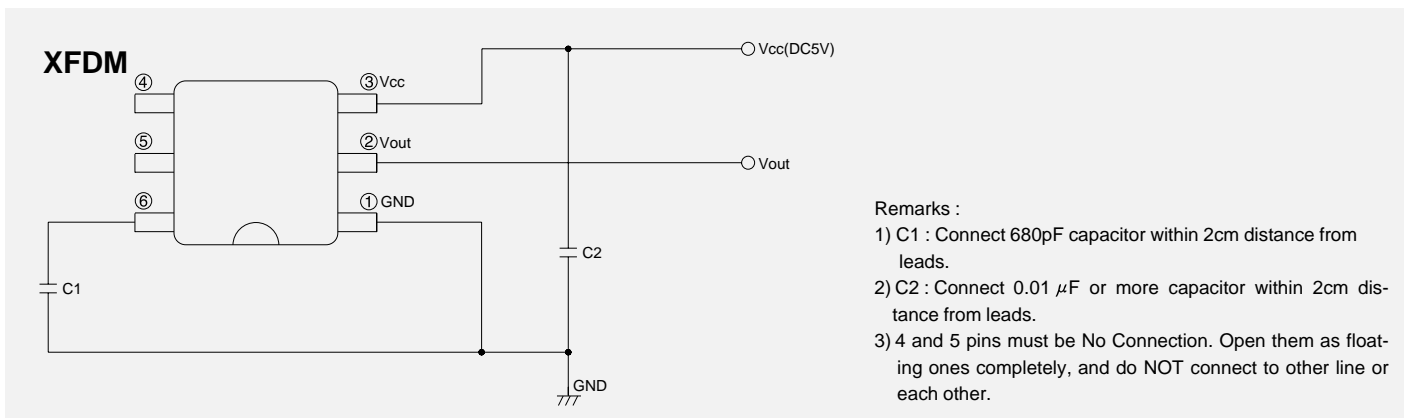 XFDM
④
③Vcc
Vcc(DC5V)
⑤
②Vout
Vout
⑥
①GND
C2
C1
GND
Remarks :
1) C1 : Connect 680pF capacitor within 2cm distance from
leads.
2) C2 : Connect 0.01 μF or more capacitor within 2cm dis-
tance from leads.
3) 4 and 5 pins must be No Connection. Open them as float-
ing ones completely, and do NOT connect to other line or
each other.